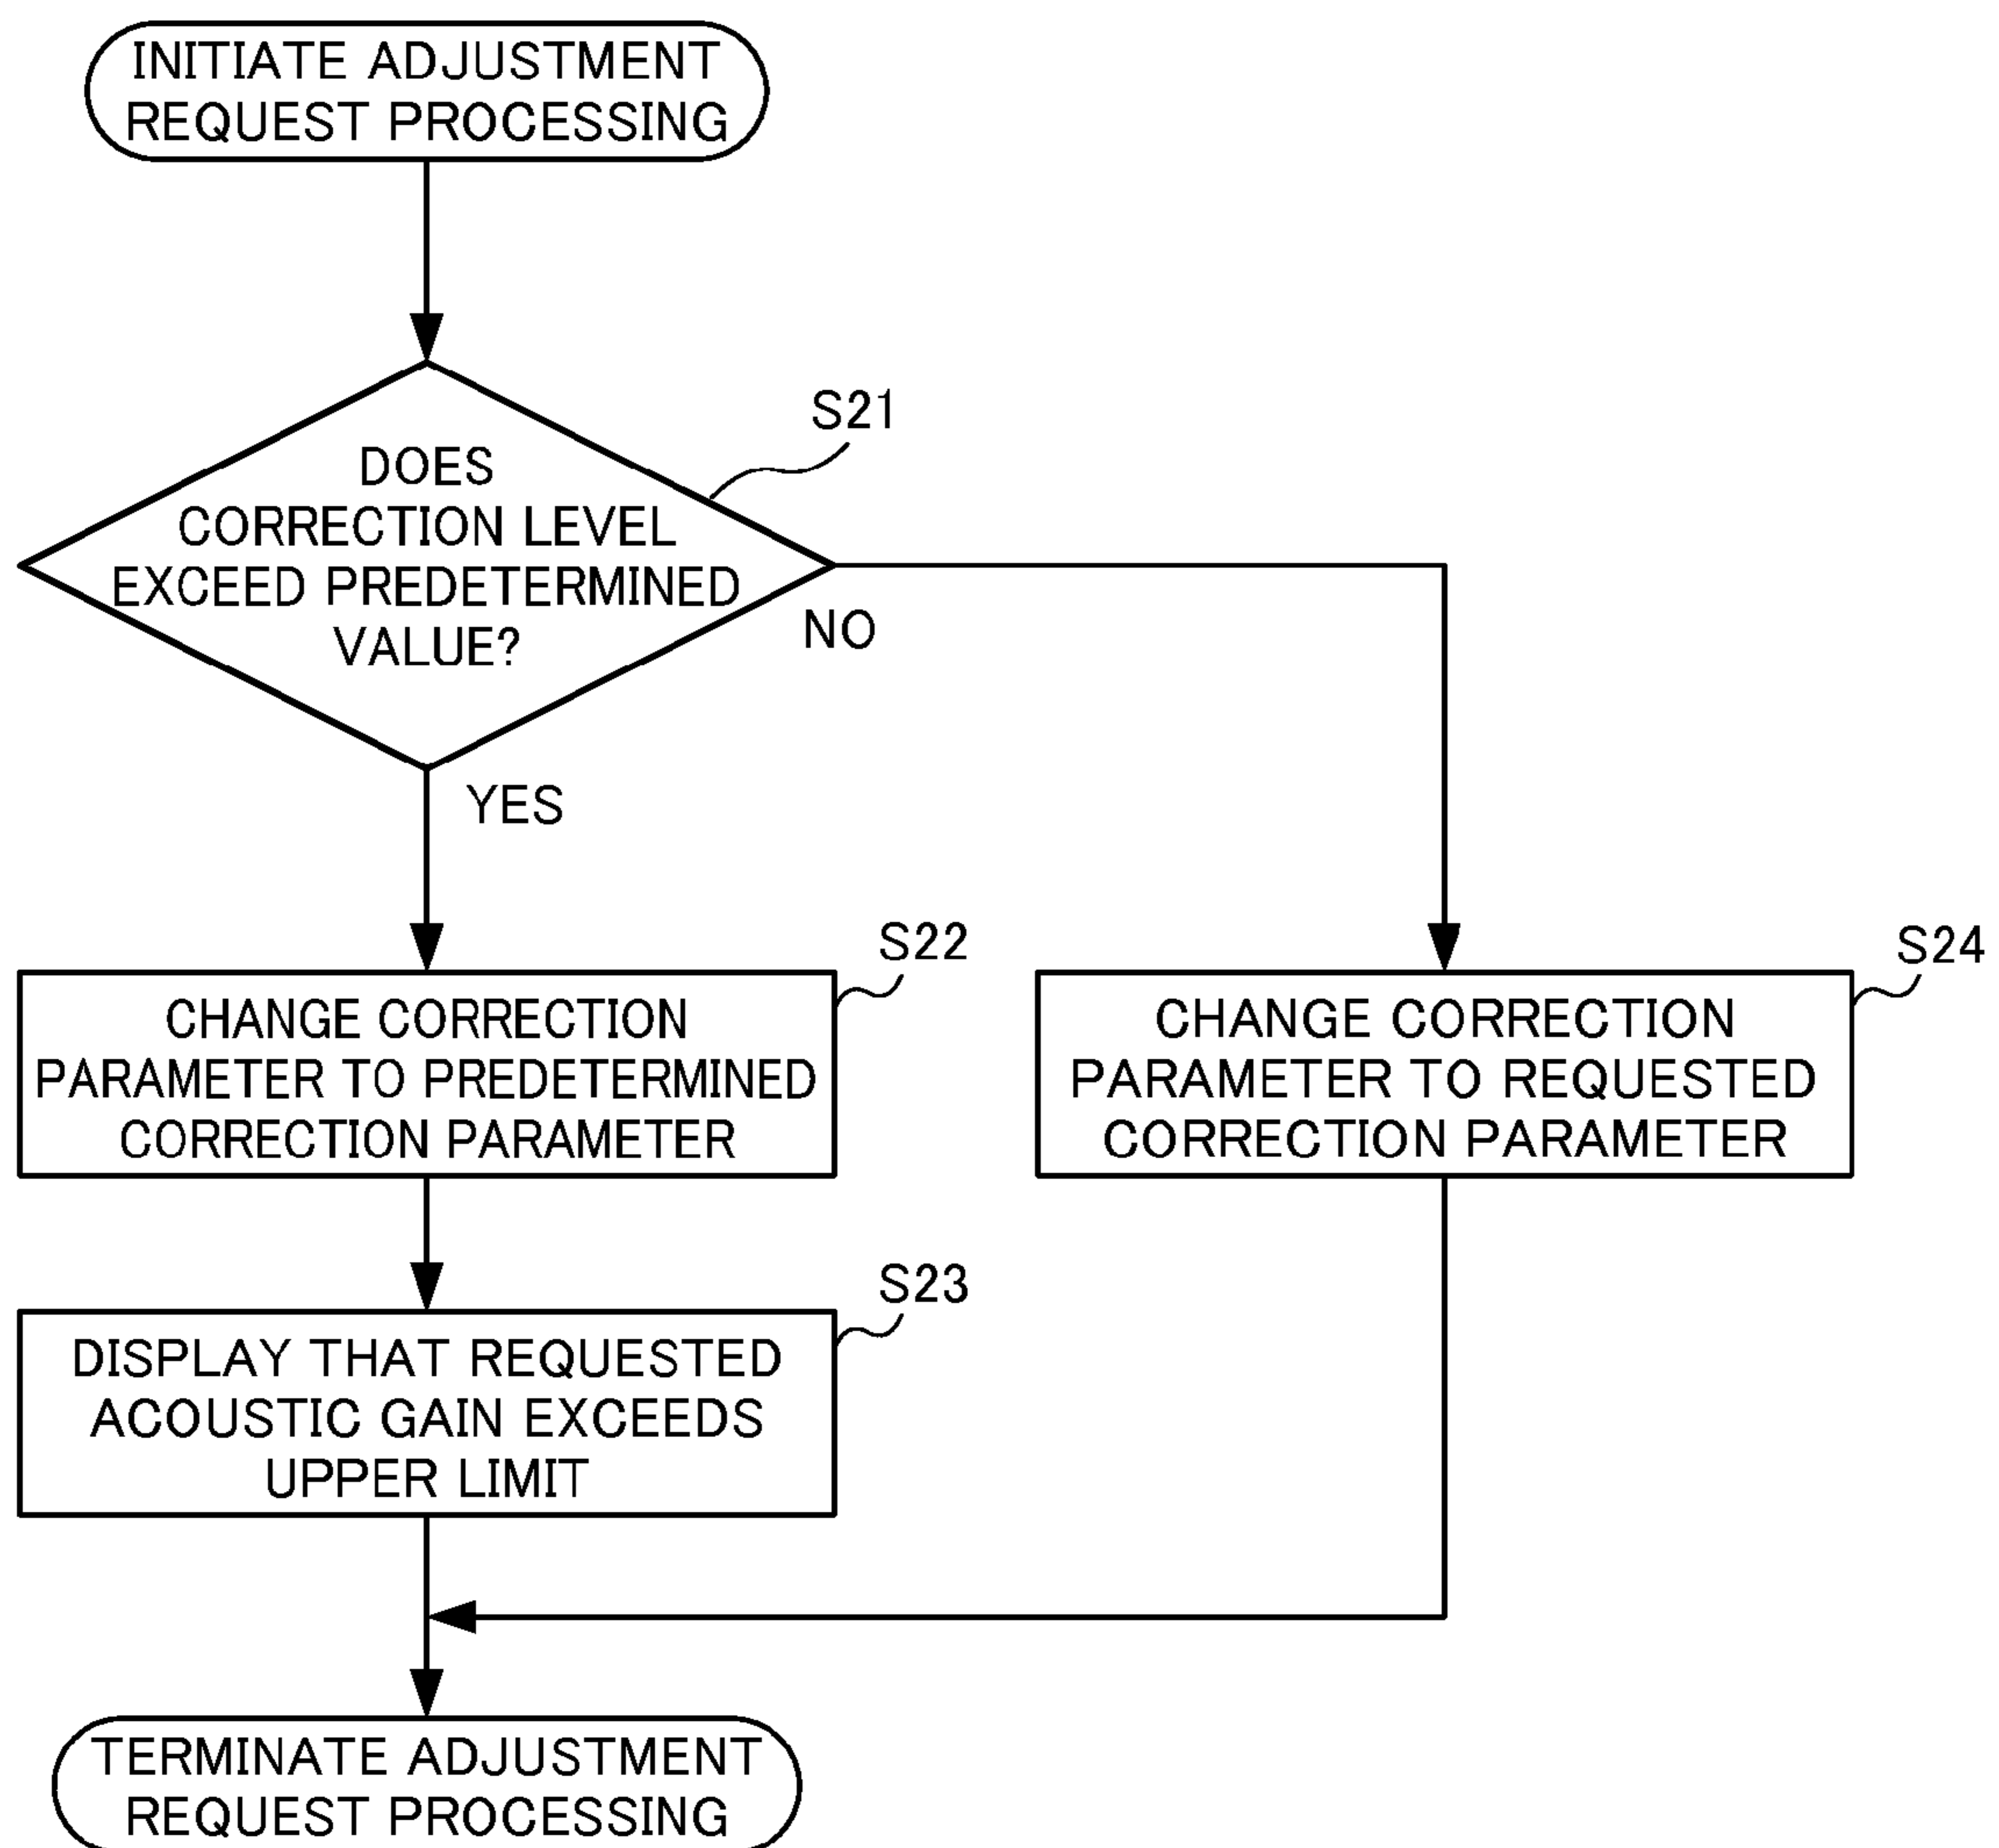 INITIATE ADJUSTMENT
REQUEST PROCESSING
S21
DOES
CORRECTION LEVEL
EXCEED PREDETERMINED
VALUE?
NO
YES
S22
CHANGE CORRECTION
PARAMETER TO PREDETERMINED
CORRECTION PARAMETER
S24
CHANGE CORRECTION
PARAMETER TO REQUESTED
CORRECTION PARAMETER
S23
DISPLAY THAT REQUESTED
ACOUSTIC GAIN EXCEEDS
UPPER LIMIT
TERMINATE ADJUSTMENT
REQUEST PROCESSING